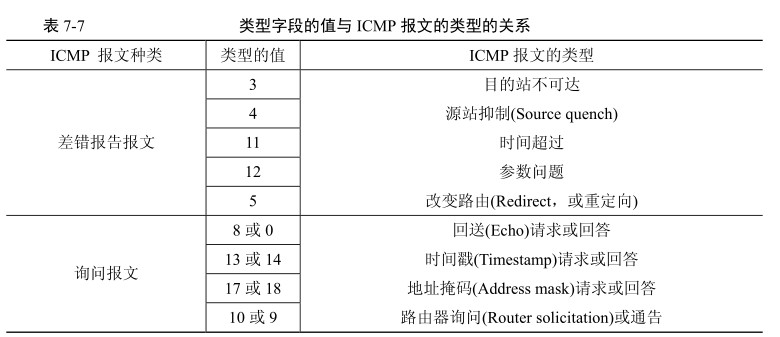 表 7-7 类型字段的值与 ICMP 报文的类型的关系
ICMP 报文种类 类型的值 ICMP 报文的类型
差错报告报文
3 目的站不可达
4 源站抑制(Source quench)
11 时间超过
12 参数问题
5 改变路由(Redirect，或重定向)
询问报文
8 或 0 回送(Echo)请求或回答
13 或 14 时间戳(Timestamp)请求或回答
17 或 18 地址掩码(Address mask)请求或回答
10 或 9 路由器询问(Router solicitation)或通告